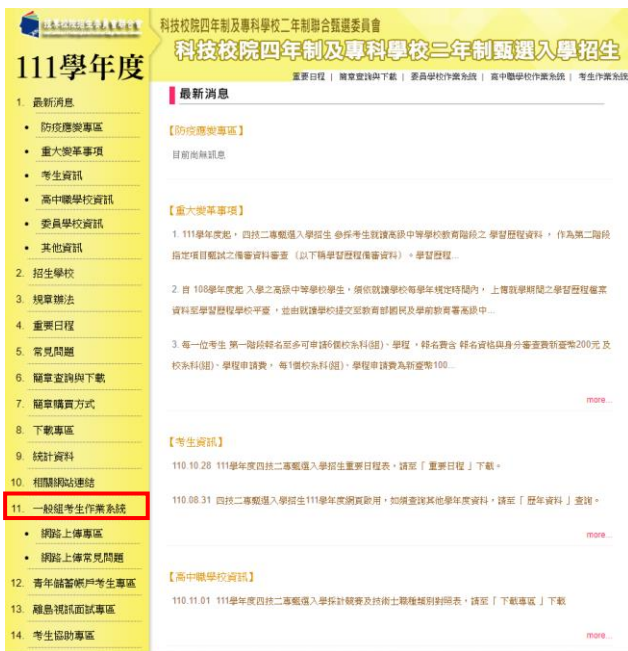 科技校院四年制及專科學校二年制聯合甄選委員會
科技校院四年制及專科學校二年制甄選入學招生
111學年度
重要日程 | 簡章查詢與下載 | 委員學校作業系統 | 高中職學校作業系統 | 考生作業系統
1. 最新消息
• 防疫應變專區
• 重大變革事項
• 考生資訊
• 高中職學校資訊
• 委員學校資訊
• 其他資訊
2. 招生學校
3. 規章辦法
4. 重要日程
5. 常見問題
6. 簡章查詢與下載
7. 簡章購買方式
8. 下載專區
9. 統計資料
10. 相關網站連結
11. 一般組考生作業系統
• 網路上傳專區
• 網路上傳常見問題
12. 青年儲蓄帳戶考生專區
13. 離島視訊面試專區
14. 考生協助專區
最新消息
【防疫應變專區】
目前尚無訊息
【重大變革事項】
1. 111學年度起，四技二專甄選入學招生 參採考生就讀高級中等學校教育階段之 學習歷程資料，作為第二階段
指定項目甄試之備審資料審查（以下稱學習歷程備審資料）。學習歷程...
2. 自 108學年度起 入學之高級中等學校學生，須依就讀學校每學年規定時間內， 上傳就學期間之學習歷程檔案
資料至學習歷程學校平臺，並由就讀學校提交至教育部國民及學前教育署高級中...
3. 每一位考生 第一階段報名至多可申請6個校系科(組)、學程 ，報名費含 報名資格與身分審查費新臺幣200元 及
校系科(組)、學程申請費， 每1個校系科(組)、學程申請費為新臺幣100...
more...
【考生資訊】
110.10.28 111學年度四技二專甄選入學招生重要日程表，請至「 重要日程 」下載。
110.08.31 四技二專甄選入學招生111學年度網頁啟用，如須查詢其他學年度資料，請至「 歷年資料 」查詢。
more...
【高中職學校資訊】
110.11.01 111學年度四技二專甄選入學採計競賽及技術士職種類別對照表，請至「 下載專區 」下載
more...